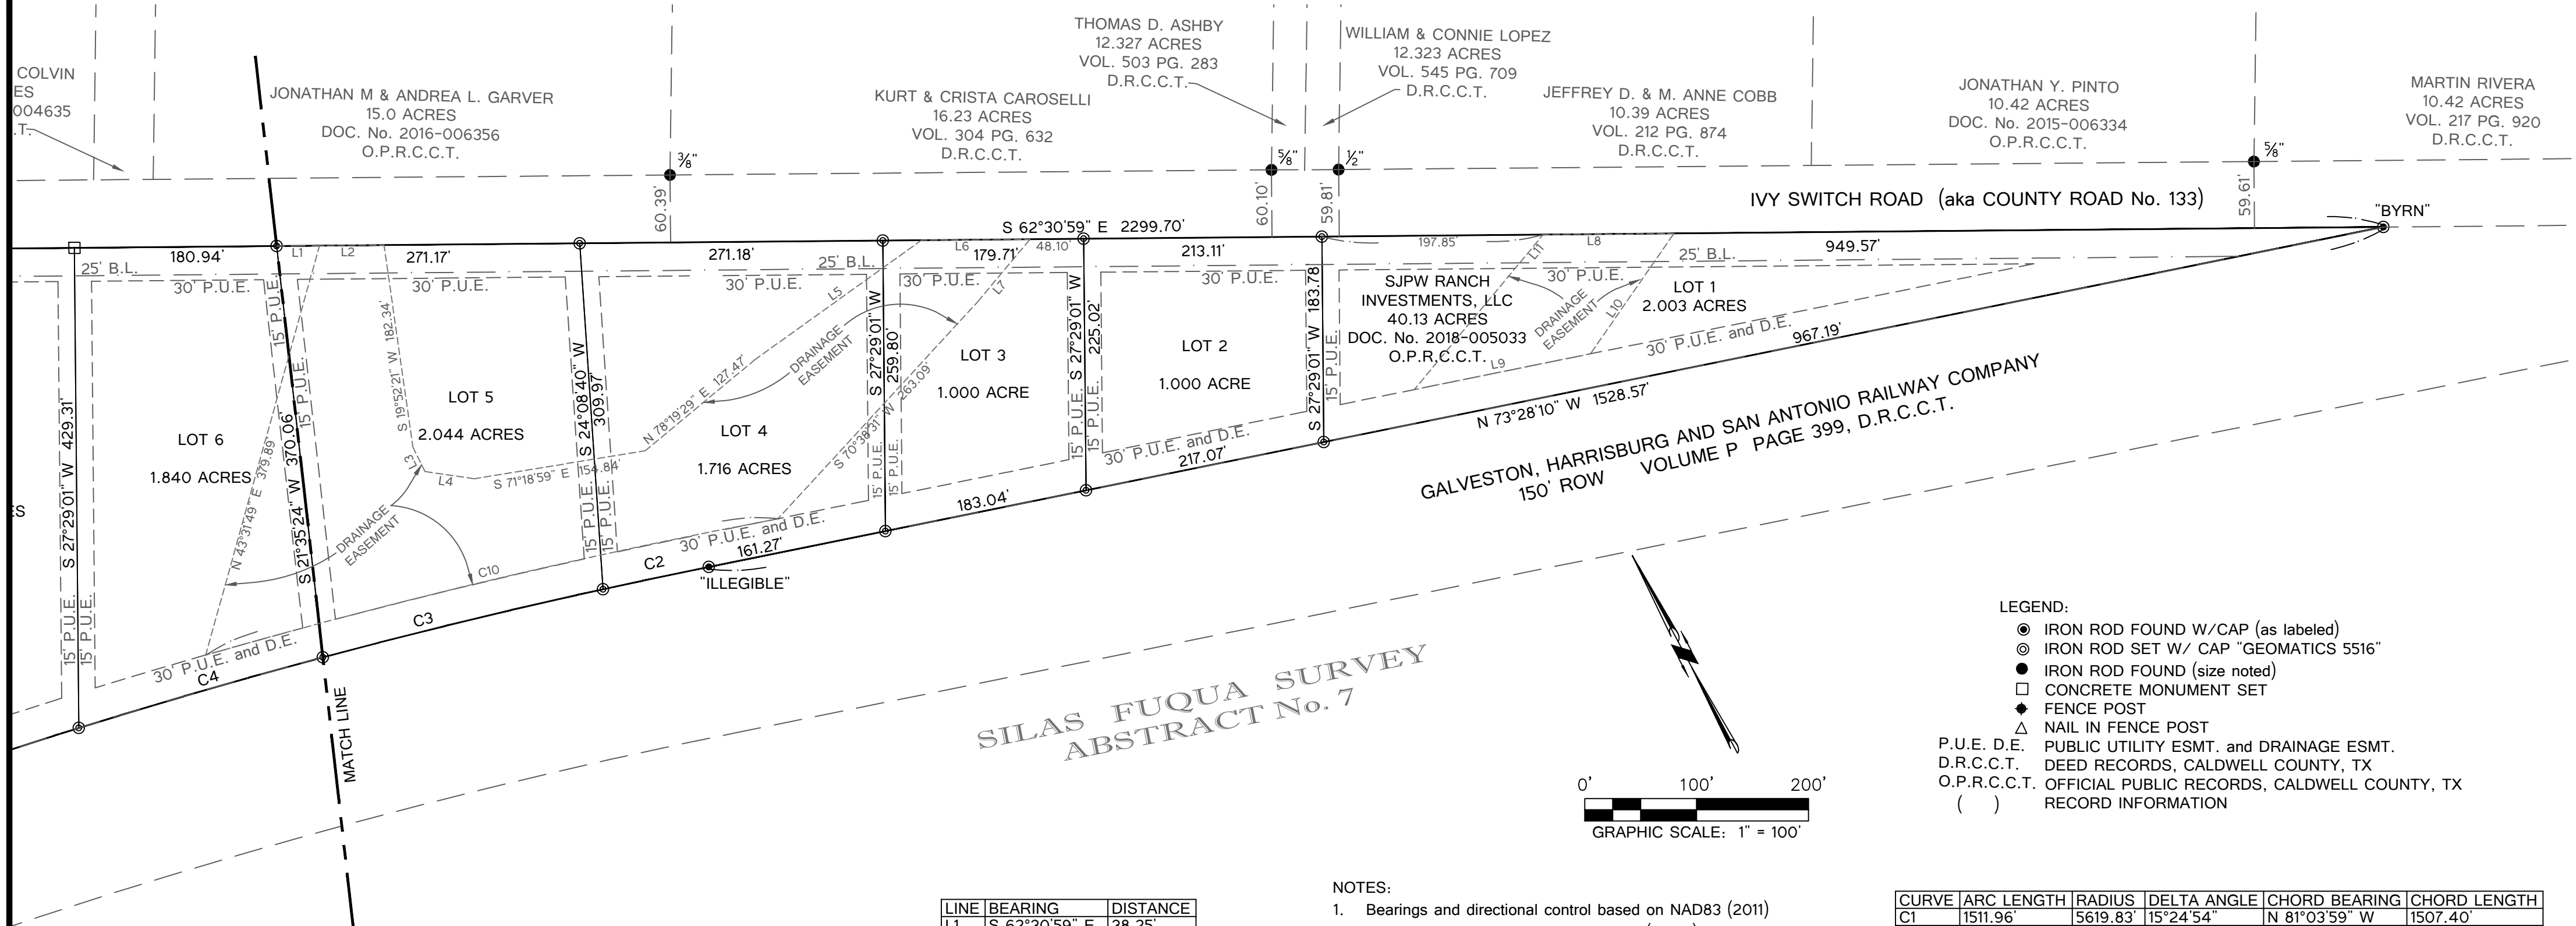 COLVIN
ES
004635
.T.
JONATHAN M & ANDREA L. GARVER
15.0 ACRES
DOC. No. 2016-006356
O.P.R.C.C.T.
KURT & CRISTA CAROSELLI
16.23 ACRES
VOL. 304 PG. 632
D.R.C.C.T.
THOMAS D. ASHBY
12.327 ACRES
VOL. 503 PG. 283
D.R.C.C.T.
WILLIAM & CONNIE LOPEZ
12.323 ACRES
VOL. 545 PG. 709
D.R.C.C.T.
JEFFREY D. & M. ANNE COBB
10.39 ACRES
VOL. 212 PG. 874
D.R.C.C.T.
JONATHAN Y. PINTO
10.42 ACRES
DOC. No. 2015-006334
O.P.R.C.C.T.
MARTIN RIVERA
10.42 ACRES
VOL. 217 PG. 920
D.R.C.C.T.
3/8"
5/8"
1/2"
5/8"
60.39'
60.10'
59.81'
59.61'
IVY SWITCH ROAD (aka COUNTY ROAD No. 133)
"BYRN"
S 62°30'59" E 2299.70'
180.94'
L1
L2
271.17'
271.18'
L6
48.10'
179.71'
213.11'
197.85'
L11
L8
949.57'
25' B.L.
25' B.L.
25' B.L.
30' P.U.E.
30' P.U.E.
30' P.U.E.
30' P.U.E.
30' P.U.E.
30' P.U.E.
SJPW RANCH
INVESTMENTS, LLC
40.13 ACRES
DOC. No. 2018-005033
O.P.R.C.C.T.
DRAINAGE
EASEMENT
L10
LOT 1
2.003 ACRES
30' P.U.E. and D.E.
967.19'
L9
15' P.U.E.
S 27°29'01" W 183.78
LOT 2
1.000 ACRE
30' P.U.E. and D.E.
217.07'
15' P.U.E.
S 27°29'01" W
225.02'
15' P.U.E.
LOT 3
1.000 ACRE
L7
183.04'
S 27°29'01" W
259.80'
15' P.U.E.
15' P.U.E.
S 70°38'31" W 263.09'
DRAINAGE
EASEMENT
L5
N 78°19'29" E 127.47'
LOT 4
1.716 ACRES
30' P.U.E. and D.E.
161.27'
C2
"ILLEGIBLE"
S 24°08'40" W
309.97'
15' P.U.E.
15' P.U.E.
S 71°18'59" E 154.84'
L4
L3
S 19°52'21" W 182.34'
LOT 5
2.044 ACRES
DRAINAGE
EASEMENT
C10
C3
15' P.U.E.
15' P.U.E.
S 21°35'24" W 370.06'
N 43°31'49" E 379.89'
LOT 6
1.840 ACRES
30' P.U.E. and D.E.
C4
S 27°29'01" W 429.31'
15' P.U.E.
15' P.U.E.
ES
MATCH LINE
N 73°28'10" W 1528.57'
GALVESTON, HARRISBURG AND SAN ANTONIO RAILWAY COMPANY
150' ROW VOLUME P PAGE 399, D.R.C.C.T.
SILAS FUQUA SURVEY
ABSTRACT No. 7
0' 100' 200'
GRAPHIC SCALE: 1" = 100'
LEGEND:
IRON ROD FOUND W/CAP (as labeled)
IRON ROD SET W/ CAP "GEOMATICS 5516"
IRON ROD FOUND (size noted)
CONCRETE MONUMENT SET
FENCE POST
NAIL IN FENCE POST
P.U.E. D.E. PUBLIC UTILITY ESMT. and DRAINAGE ESMT.
D.R.C.C.T. DEED RECORDS, CALDWELL COUNTY, TX
O.P.R.C.C.T. OFFICIAL PUBLIC RECORDS, CALDWELL COUNTY, TX
( ) RECORD INFORMATION
LINE BEARING DISTANCE
L1 S 62°30'59" E 38.25'
NOTES:
1. Bearings and directional control based on NAD83 (2011)
CURVE ARC LENGTH RADIUS DELTA ANGLE CHORD BEARING CHORD LENGTH
C1 1511.96' 5619.83' 15°24'54" N 81°03'59" W 1507.40'